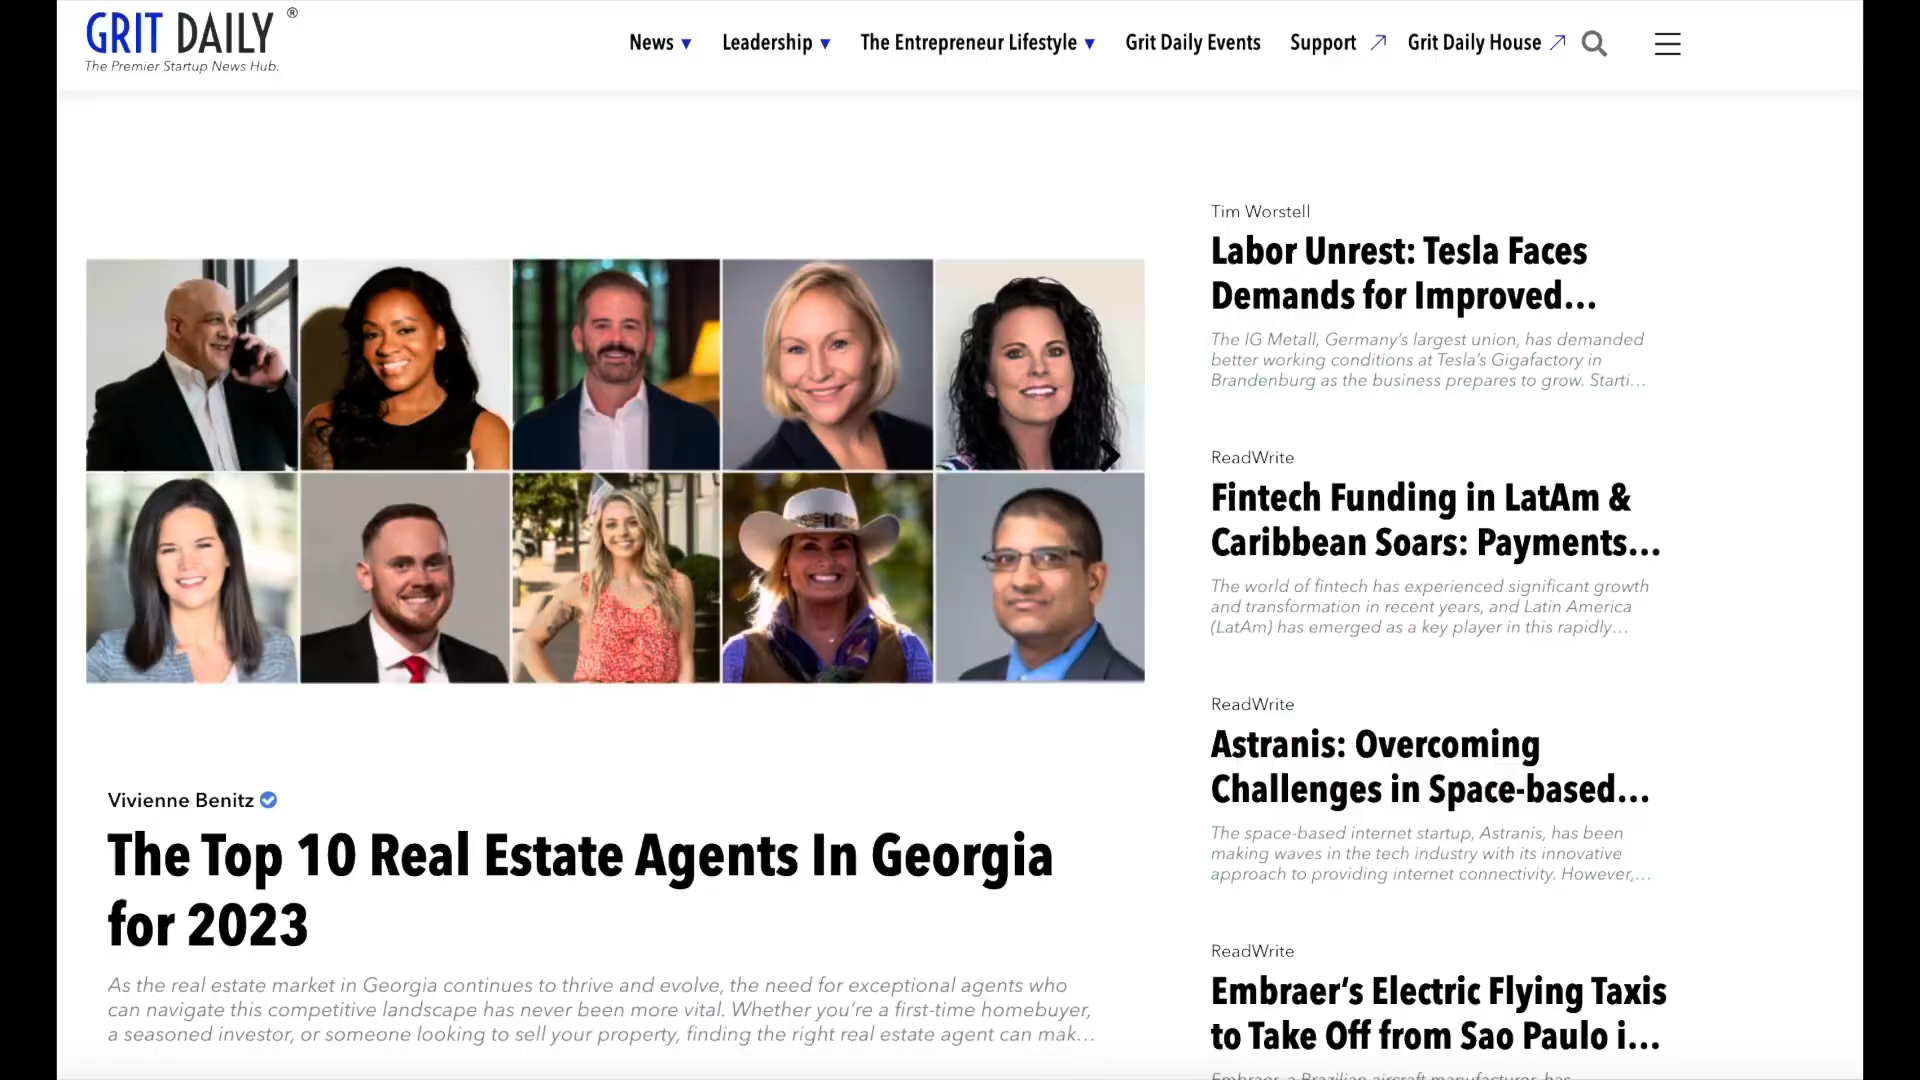 GRIT DAILY ®
The Premier Startup News Hub.
News ▼ Leadership ▼ The Entrepreneur Lifestyle ▼ Grit Daily Events Support Grit Daily House
Vivienne Benitz
The Top 10 Real Estate Agents In Georgia
for 2023
As the real estate market in Georgia continues to thrive and evolve, the need for exceptional agents who
can navigate this competitive landscape has never been more vital. Whether you're a first-time homebuyer,
a seasoned investor, or someone looking to sell your property, finding the right real estate agent can mak...
Tim Worstell
Labor Unrest: Tesla Faces
Demands for Improved...
The IG Metall, Germany's largest union, has demanded
better working conditions at Tesla's Gigafactory in
Brandenburg as the business prepares to grow. Starti...
ReadWrite
Fintech Funding in LatAm &
Caribbean Soars: Payments...
The world of fintech has experienced significant growth
and transformation in recent years, and Latin America
(LatAm) has emerged as a key player in this rapidly...
ReadWrite
Astranis: Overcoming
Challenges in Space-based...
The space-based internet startup, Astranis, has been
making waves in the tech industry with its innovative
approach to providing internet connectivity. However,...
ReadWrite
Embraer's Electric Flying Taxis
to Take Off from Sao Paulo i...
Embraer, a Brazilian aircraft manufacturer, has